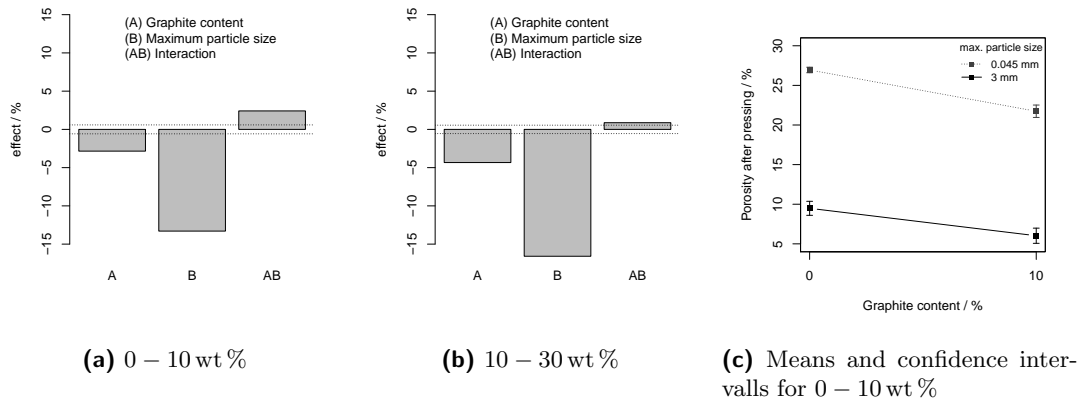 15
10
5
0
−5
−10
−15
effect / %
(A) Graphite content
(B) Maximum particle size
(AB) Interaction
A B AB
(a) 0 − 10 wt %
15
10
5
0
−5
−10
−15
effect / %
(A) Graphite content
(B) Maximum particle size
(AB) Interaction
A B AB
(b) 10 − 30 wt %
30
25
20
15
10
5
Porosity after pressing / %
max. particle size
0.045 mm
3 mm
0 10
Graphite content / %
(c) Means and confidence inter-
valls for 0 − 10 wt %